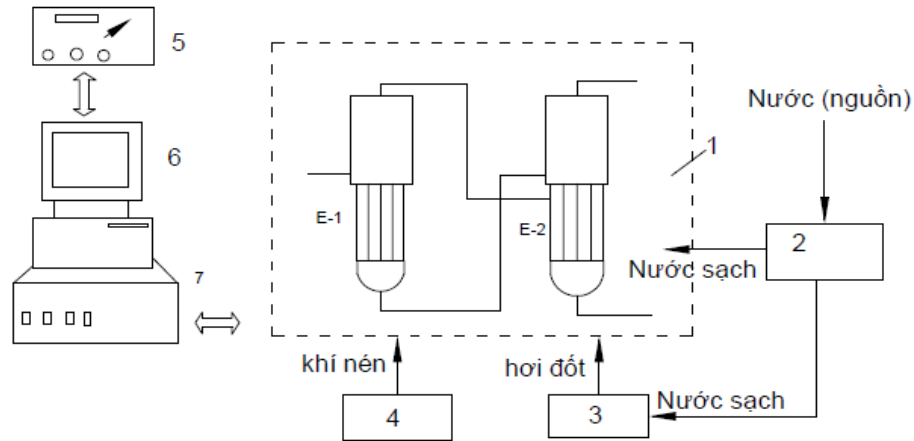 5
6
7
E-1
E-2
1
Nước (nguồn)
2
Nước sạch
khí nén
hơi đốt
4
3
Nước sạch